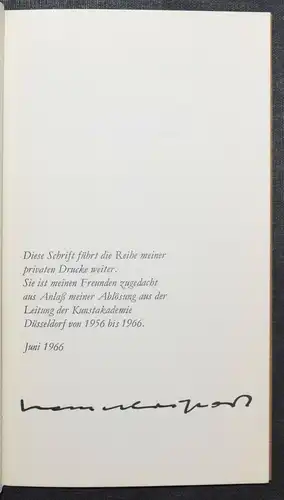 Diese Schrift führt die Reihe meiner
privaten Drucke weiter.
Sie ist meinen Freunden zugedacht
aus Anlaß meiner Ablösung aus der
Leitung der Kunstakademie
Düsseldorf von 1956 bis 1966.
Juni 1966